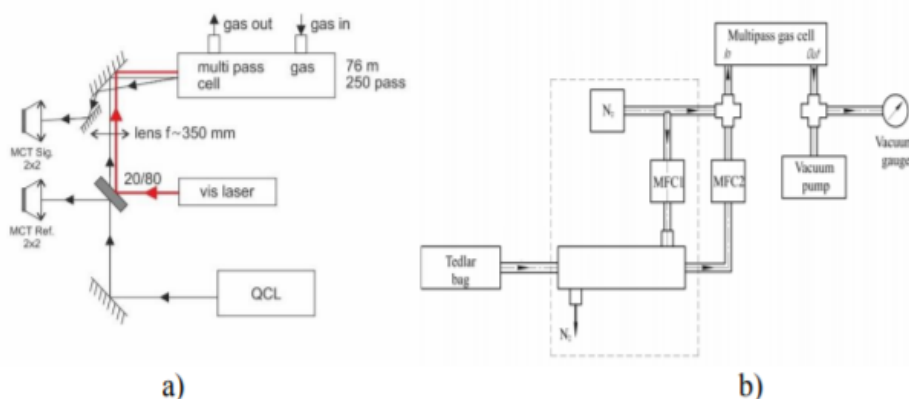 gas out
gas in
multi pass
cell
gas
76 m
250 pass
MCT Sig.
2x2
lens f~350 mm
20/80
vis laser
MCT Ref.
2x2
QCL
a)
Multipass gas cell
In
Out
N₂
Vacuum
gauge
MFC1
MFC2
Vacuum
pump
Tedlar
bag
N₂
b)